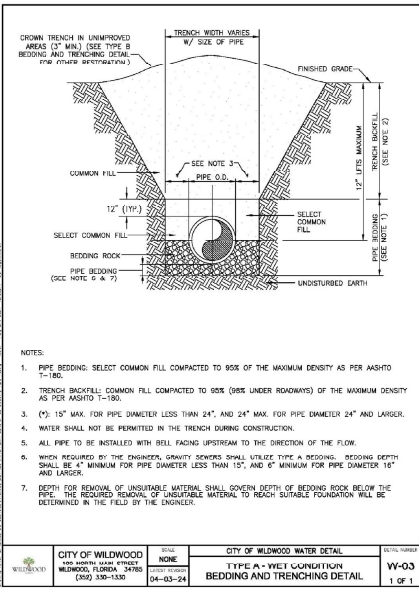 CROWN TRENCH IN UNIMPROVED
AREAS (3" MIN.) (SEE TYPE B
BEDDING AND TRENCHING DETAIL
FOR OTHER RESTORATION.)
TRENCH WIDTH VARIES
W/ SIZE OF PIPE
FINISHED GRADE
COMMON FILL
SEE NOTE 3
PIPE O.D.
12" (TYP.)
SELECT COMMON FILL
SELECT
COMMON
FILL
BEDDING ROCK
PIPE BEDDING
(SEE NOTE 6 & 7)
UNDISTURBED EARTH
12" LIFTS MAXIMUM
TRENCH BACKFILL
(SEE NOTE 2)
PIPE BEDDING
(SEE NOTE 1)
NOTES:
1. PIPE BEDDING: SELECT COMMON FILL COMPACTED TO 95% OF THE MAXIMUM DENSITY AS PER AASHTO
T-180.
2. TRENCH BACKFILL: COMMON FILL COMPACTED TO 95% (98% UNDER ROADWAYS) OF THE MAXIMUM DENSITY
AS PER AASHTO T-180.
3. (*): 15" MAX. FOR PIPE DIAMETER LESS THAN 24", AND 24" MAX. FOR PIPE DIAMETER 24" AND LARGER.
4. WATER SHALL NOT BE PERMITTED IN THE TRENCH DURING CONSTRUCTION.
5. ALL PIPE TO BE INSTALLED WITH BELL FACING UPSTREAM TO THE DIRECTION OF THE FLOW.
6. WHEN REQUIRED BY THE ENGINEER, GRAVITY SEWERS SHALL UTILIZE TYPE A BEDDING. BEDDING DEPTH
SHALL BE 4" MINIMUM FOR PIPE DIAMETER LESS THAN 15", AND 6" MINIMUM FOR PIPE DIAMETER 16"
AND LARGER.
7. DEPTH FOR REMOVAL OF UNSUITABLE MATERIAL SHALL GOVERN DEPTH OF BEDDING ROCK BELOW THE
PIPE. THE REQUIRED REMOVAL OF UNSUITABLE MATERIAL TO REACH SUITABLE FOUNDATION WILL BE
DETERMINED IN THE FIELD BY THE ENGINEER.
WILDWOOD
CITY OF WILDWOOD
100 NORTH MAIN STREET
WILDWOOD, FLORIDA 34785
(352) 330-1330
SCALE
NONE
LATEST REVISION
04-03-24
CITY OF WILDWOOD WATER DETAIL
TYPE A - WET CONDITION
BEDDING AND TRENCHING DETAIL
DETAIL NUMBER
W-03
1 OF 1